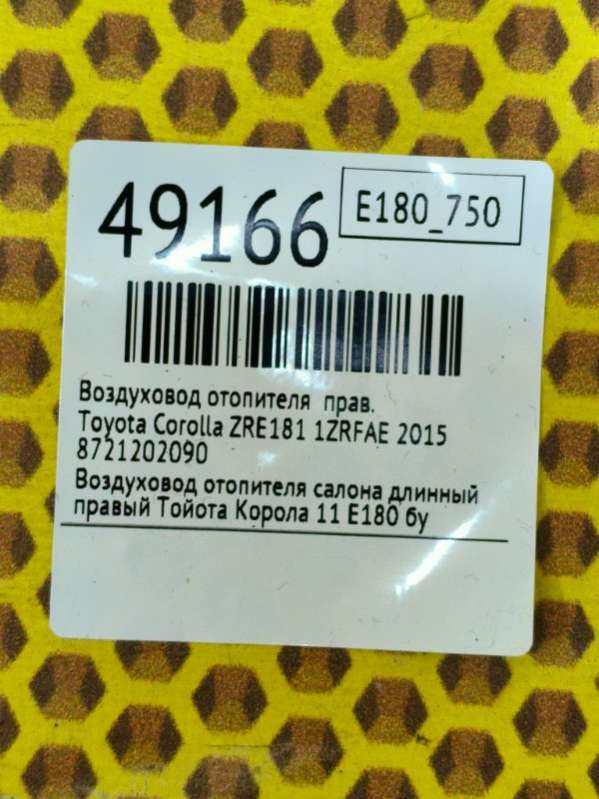 49166
E180_750
Воздуховод отопителя прав.
Toyota Corolla ZRE181 1ZRFAE 2015
8721202090
Воздуховод отопителя салона длинный
правый Тойота Корола 11 Е180 бу